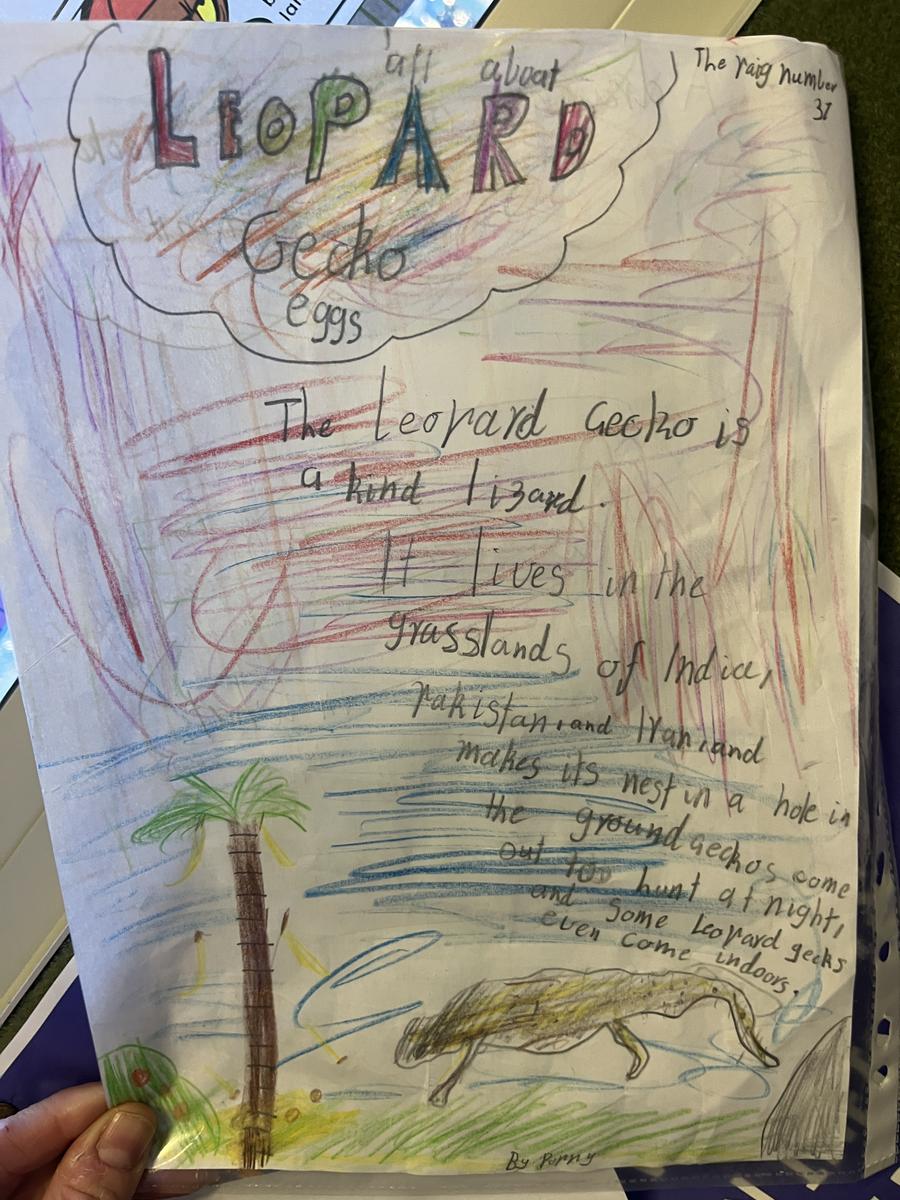 all about
The raig number
31
LEOPARD
Gecko
eggs
The Leopard Gecko is
a kind lizard.
It lives in the
grasslands of India,
Pakistan, and Iran, and
makes its nest in a hole in
the ground geckos come
out too hunt at night,
and some Leopard gecks
even come indoors.
By